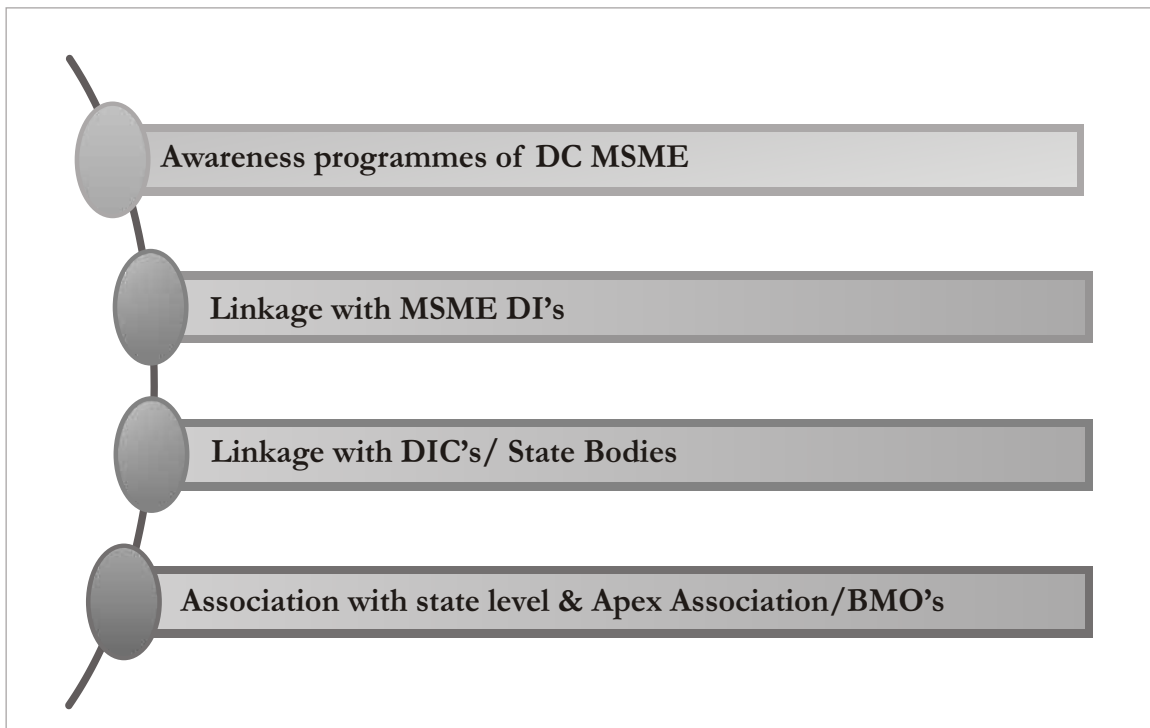 Awareness programmes of DC MSME
Linkage with MSME DI’s
Linkage with DIC’s/ State Bodies
Association with state level & Apex Association/BMO’s